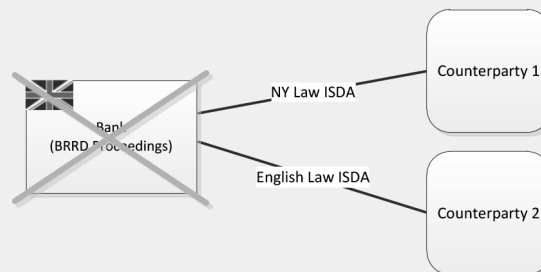 NY Law ISDA
Counterparty 1
Bank
(BRRD Proceedings)
English Law ISDA
Counterparty 2